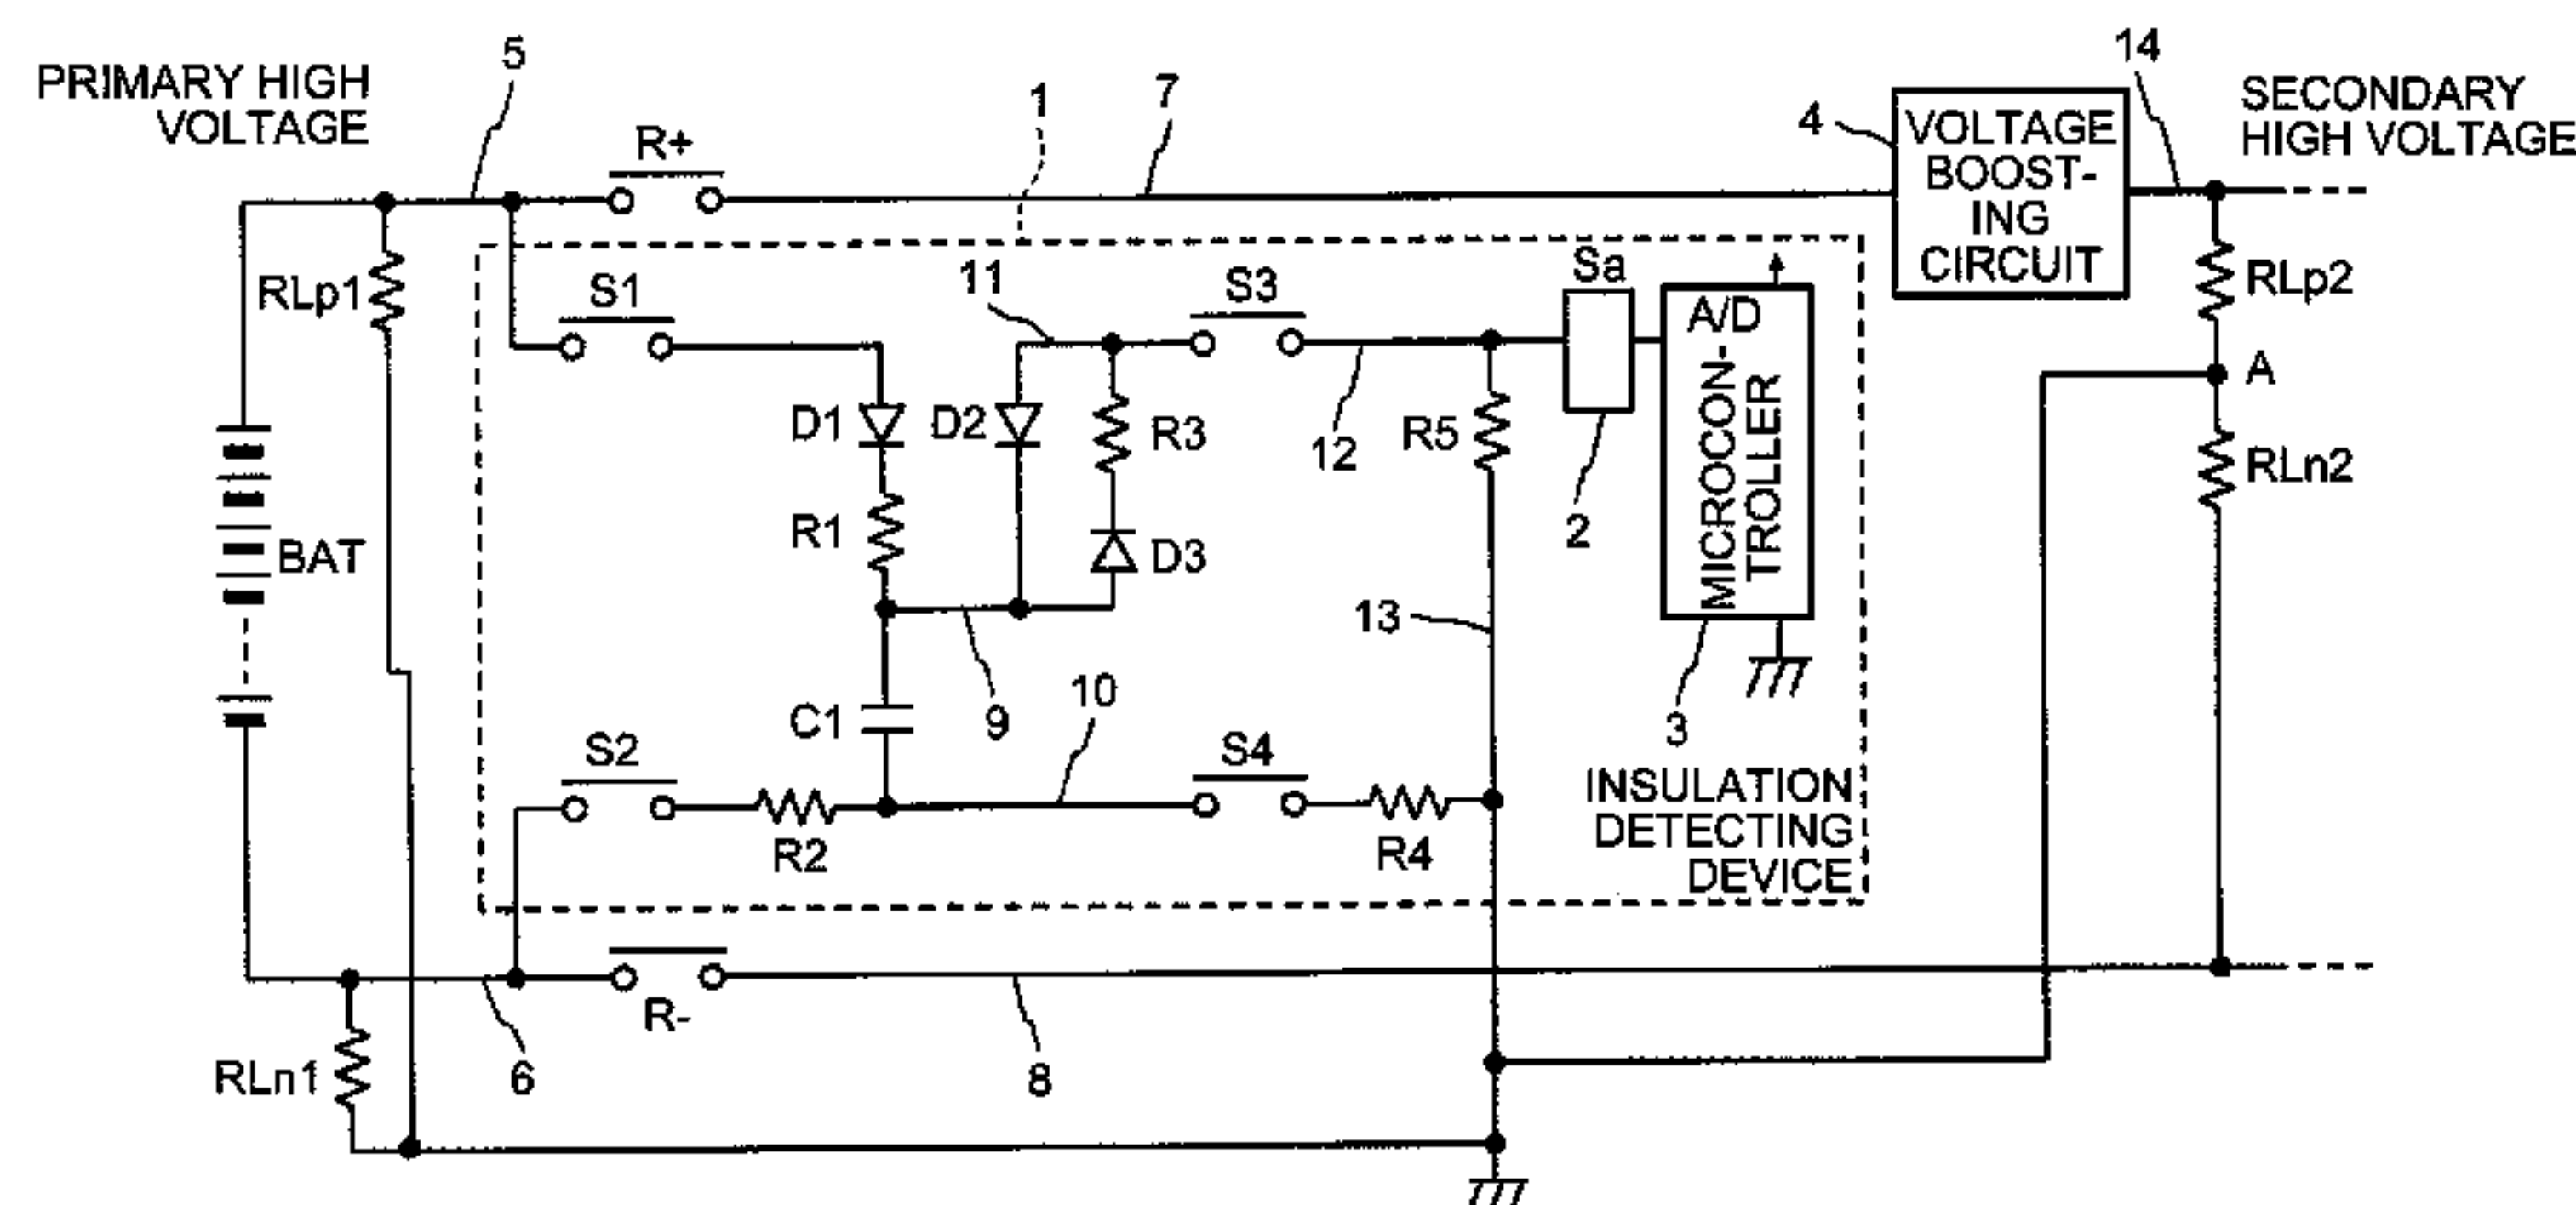 PRIMARY HIGH
VOLTAGE
5
R+
1
7
4
VOLTAGE
BOOST-
ING
CIRCUIT
14
SECONDARY
HIGH VOLTAGE
RLp1
S1
11
S3
Sa
A/D
MICROCON-
TROLLER
RLp2
A
D1
D2
R3
12
R5
2
RLn2
R1
D3
BAT
13
C1
9
10
3
S2
S4
R2
R4
INSULATION
DETECTING
DEVICE
R-
RLn1
6
8